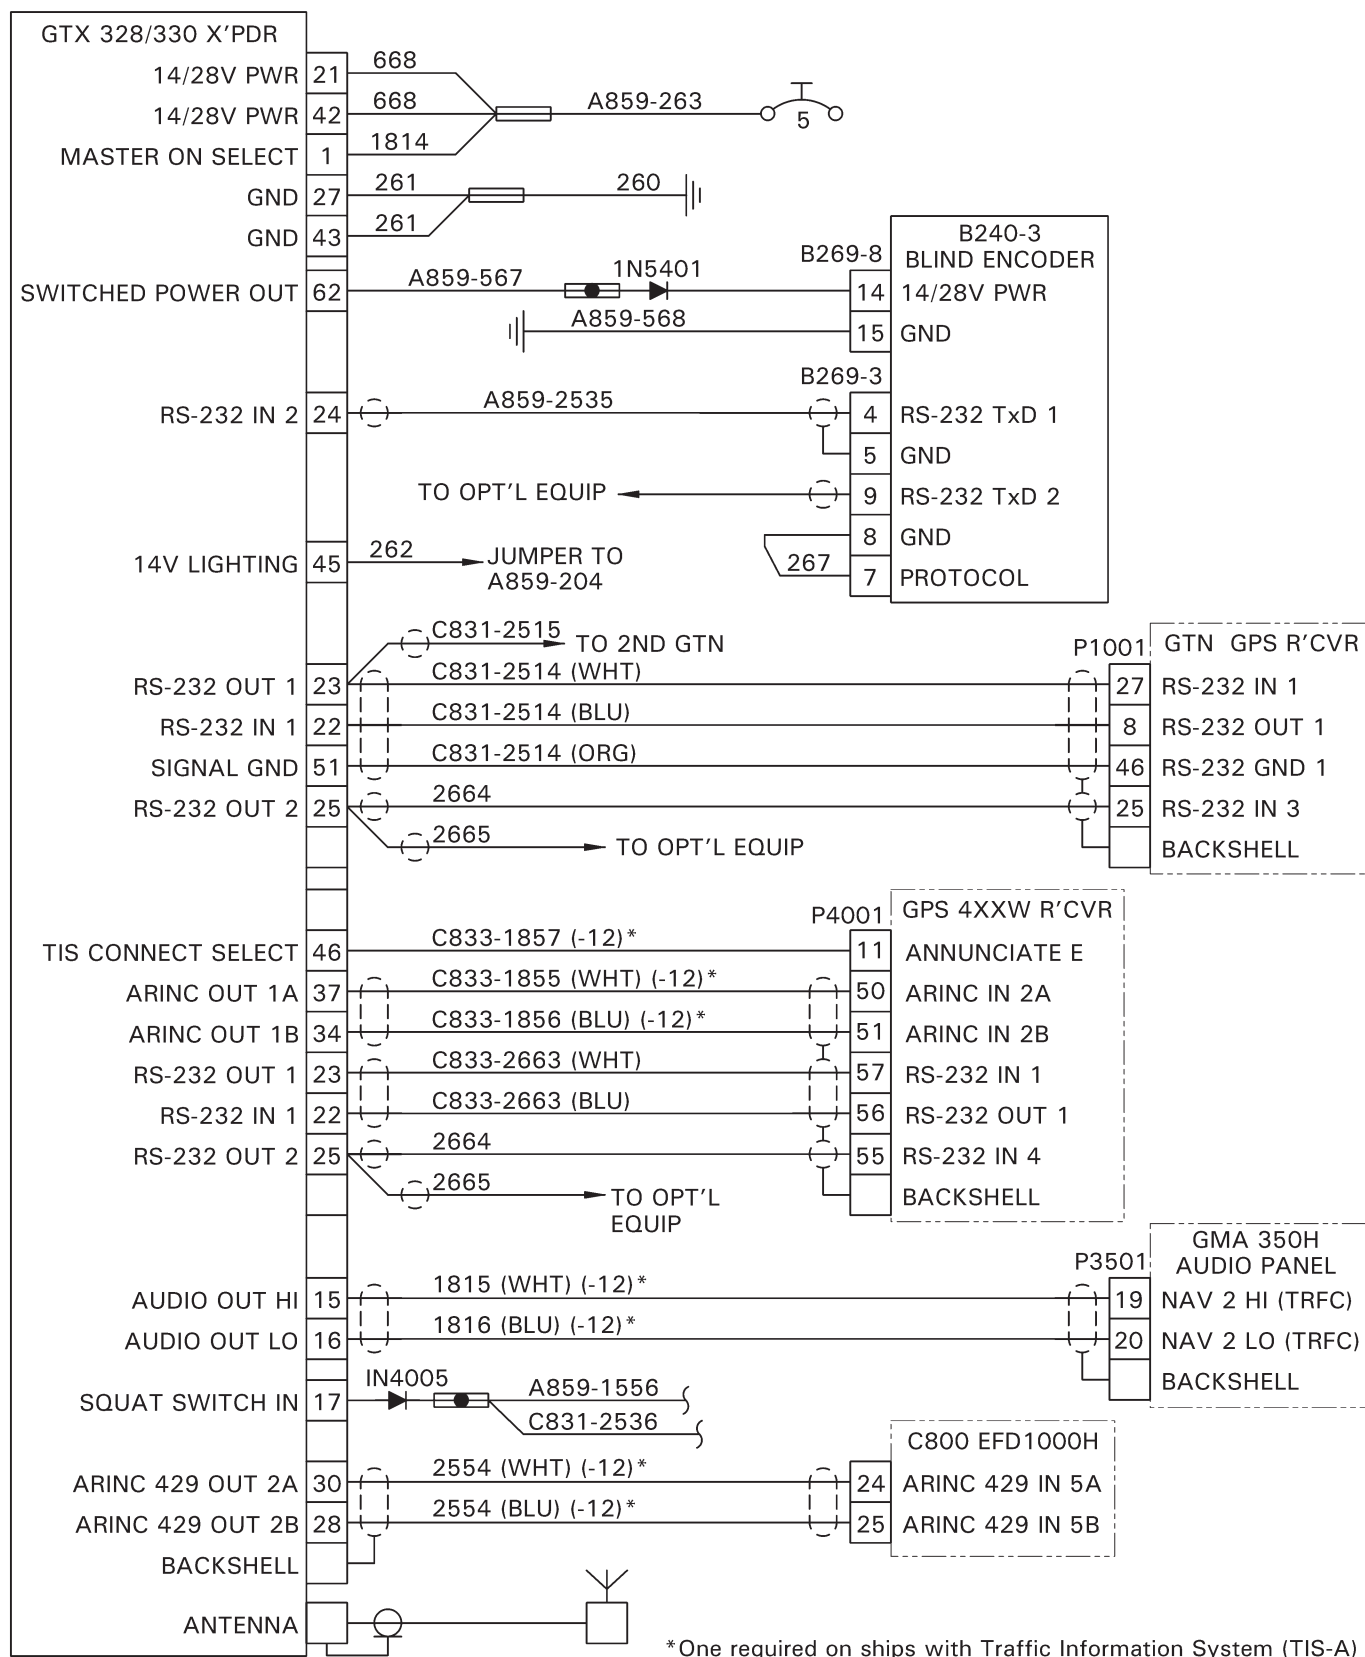 GTX 328/330 X'PDR
14/28V PWR 21 668
14/28V PWR 42 668 A859-263 5
MASTER ON SELECT 1 1814
GND 27 261 260
GND 43 261
B240-3
BLIND ENCODER
B269-8
SWITCHED POWER OUT 62 A859-567 1N5401 14 14/28V PWR
A859-568 15 GND
B269-3
RS-232 IN 2 24 A859-2535 4 RS-232 TxD 1
5 GND
TO OPT'L EQUIP 9 RS-232 TxD 2
8 GND
267 7 PROTOCOL
14V LIGHTING 45 262 JUMPER TO
A859-204
C831-2515 TO 2ND GTN
P1001 GTN GPS R'CVR
RS-232 OUT 1 23 C831-2514 (WHT) 27 RS-232 IN 1
RS-232 IN 1 22 C831-2514 (BLU) 8 RS-232 OUT 1
SIGNAL GND 51 C831-2514 (ORG) 46 RS-232 GND 1
RS-232 OUT 2 25 2664 25 RS-232 IN 3
2665 TO OPT'L EQUIP BACKSHELL
P4001 GPS 4XXW R'CVR
TIS CONNECT SELECT 46 C833-1857 (-12)* 11 ANNUNCIATE E
ARINC OUT 1A 37 C833-1855 (WHT) (-12)* 50 ARINC IN 2A
ARINC OUT 1B 34 C833-1856 (BLU) (-12)* 51 ARINC IN 2B
RS-232 OUT 1 23 C833-2663 (WHT) 57 RS-232 IN 1
RS-232 IN 1 22 C833-2663 (BLU) 56 RS-232 OUT 1
RS-232 OUT 2 25 2664 55 RS-232 IN 4
2665 TO OPT'L
EQUIP
BACKSHELL
GMA 350H
AUDIO PANEL
P3501
AUDIO OUT HI 15 1815 (WHT) (-12)* 19 NAV 2 HI (TRFC)
AUDIO OUT LO 16 1816 (BLU) (-12)* 20 NAV 2 LO (TRFC)
BACKSHELL
SQUAT SWITCH IN 17 IN4005 A859-1556
C831-2536
C800 EFD1000H
ARINC 429 OUT 2A 30 2554 (WHT) (-12)* 24 ARINC 429 IN 5A
ARINC 429 OUT 2B 28 2554 (BLU) (-12)* 25 ARINC 429 IN 5B
BACKSHELL
ANTENNA
*One required on ships with Traffic Information System (TIS-A)